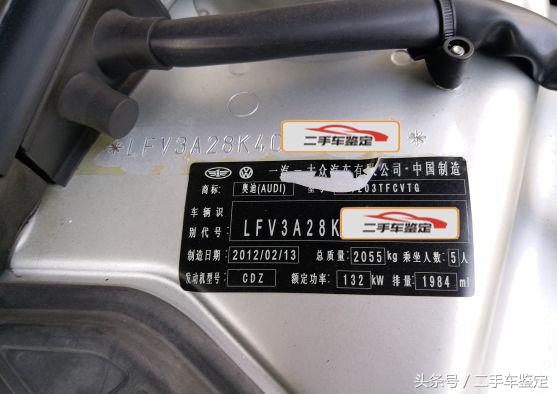 *LFV3A28K4C 二手车鉴定 *
一汽-大众汽车有限公司·中国制造
商标: 奥迪(AUDI) 203TFCVTG
车辆识别代号: LFV3A28K 二手车鉴定
制造日期: 2012/02/13 总质量: 2055 kg 乘坐人数: 5 人
发动机型号: CDZ 额定功率: 132 kW 排量: 1984 ml
头条号 / 二手车鉴定